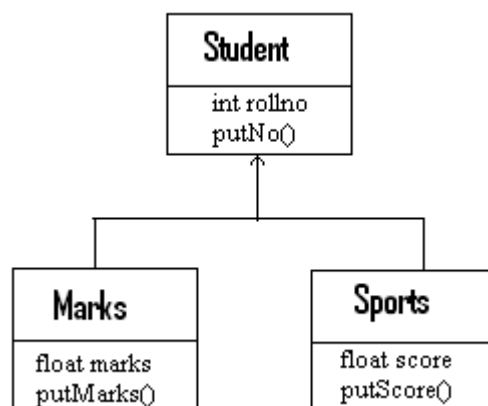 Student
int rollno
putNo()
Marks
float marks
putMarks()
Sports
float score
putScore()